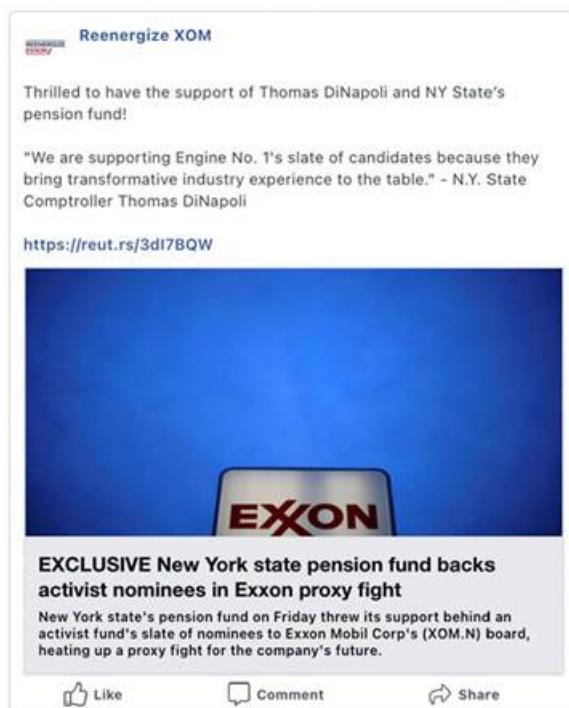 Reenergize XOM
REENERGIZE
EXXON
Thrilled to have the support of Thomas DiNapoli and NY State's
pension fund!
"We are supporting Engine No. 1's slate of candidates because they
bring transformative industry experience to the table." - N.Y. State
Comptroller Thomas DiNapoli
https://reut.rs/3dI7BQW
EXXON
EXCLUSIVE New York state pension fund backs
activist nominees in Exxon proxy fight
New York state's pension fund on Friday threw its support behind an
activist fund's slate of nominees to Exxon Mobil Corp's (XOM.N) board,
heating up a proxy fight for the company's future.
Like Comment Share